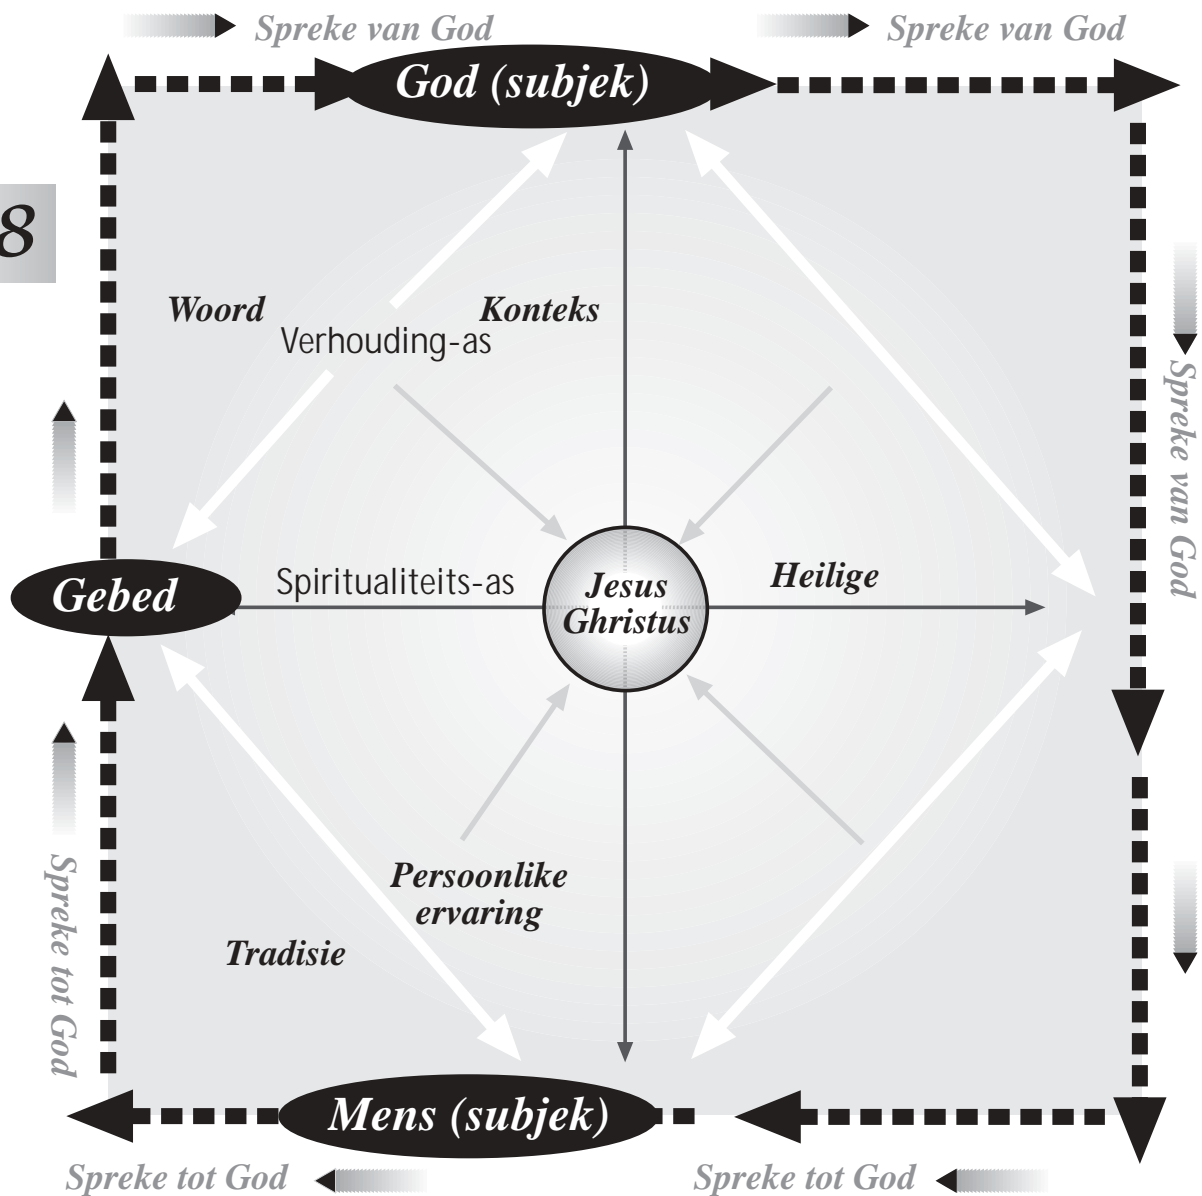 Spreke van God
Spreke van God
God (subjek)
8
Woord
Konteks
Verhouding-as
Spreke van God
Gebed
Spiritualiteits-as
Jesus
Ghristus
Heilige
Persoonlike
ervaring
Tradisie
Spreke tot God
Mens (subjek)
Spreke tot God
Spreke tot God